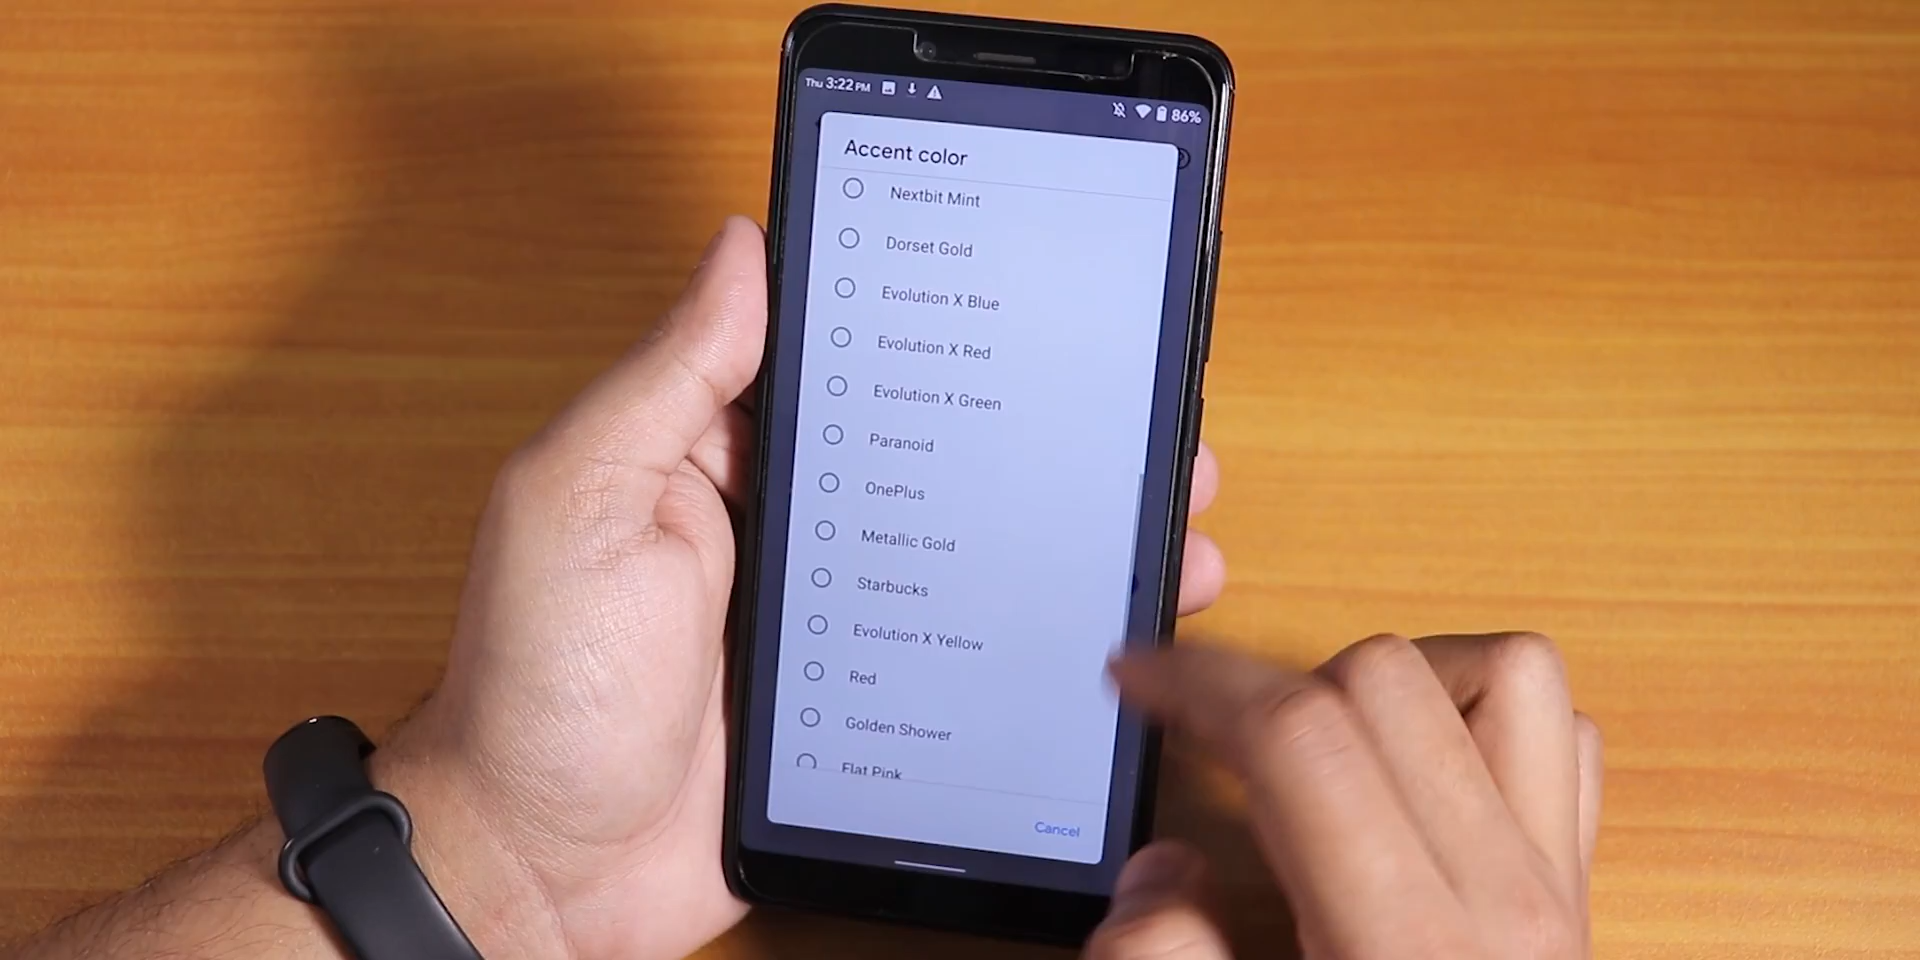 Thu 3:22 PM
86%
Accent color
Nextbit Mint
Dorset Gold
Evolution X Blue
Evolution X Red
Evolution X Green
Paranoid
OnePlus
Metallic Gold
Starbucks
Evolution X Yellow
Red
Golden Shower
Flat Pink
Cancel